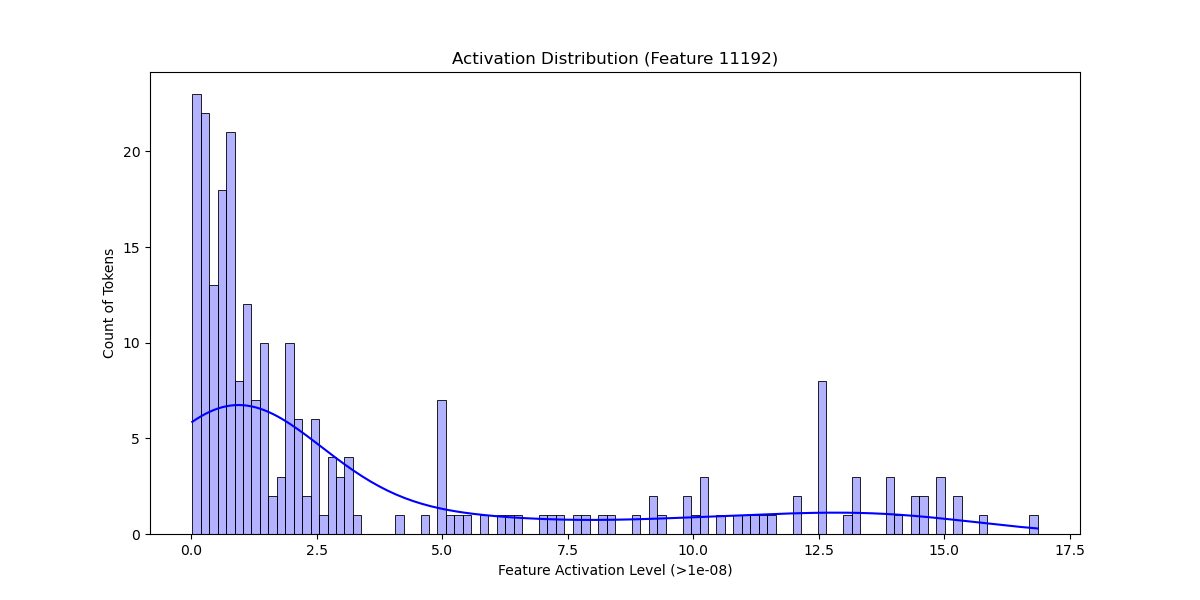 Activation Distribution (Feature 11192)
Count of Tokens
20
15
10
5
0
0.0 2.5 5.0 7.5 10.0 12.5 15.0 17.5
Feature Activation Level (>1e-08)